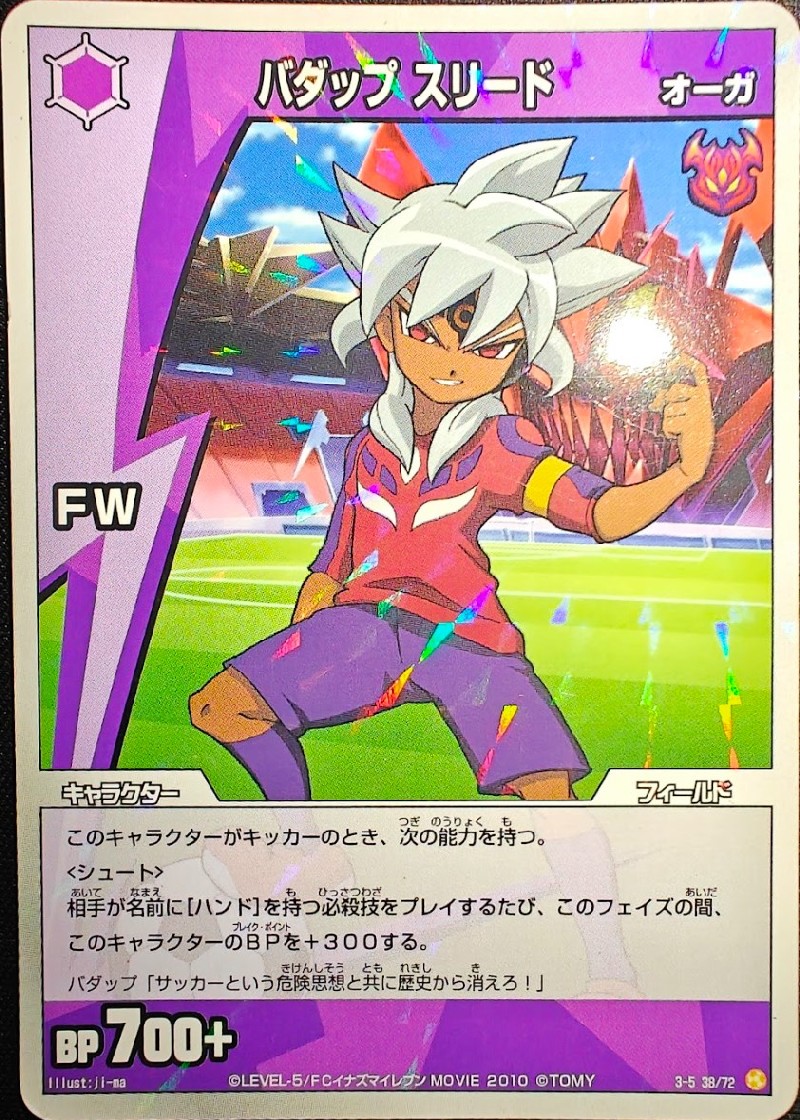 バダップ スリード
オーガ
FW
キャラクター
フィールド
このキャラクターがキッカーのとき、次の能力を持つ。
<シュート>
相手が名前に[ハンド]を持つ必殺技をプレイするたび、このフェイズの間、
このキャラクターのBPを+300する。
バダップ「サッカーという危険思想と共に歴史から消えろ!」
BP 700+
Illust:ji-ma
©LEVEL-5/FCイナズマイレブン MOVIE 2010 ©TOMY
3-5 38/72